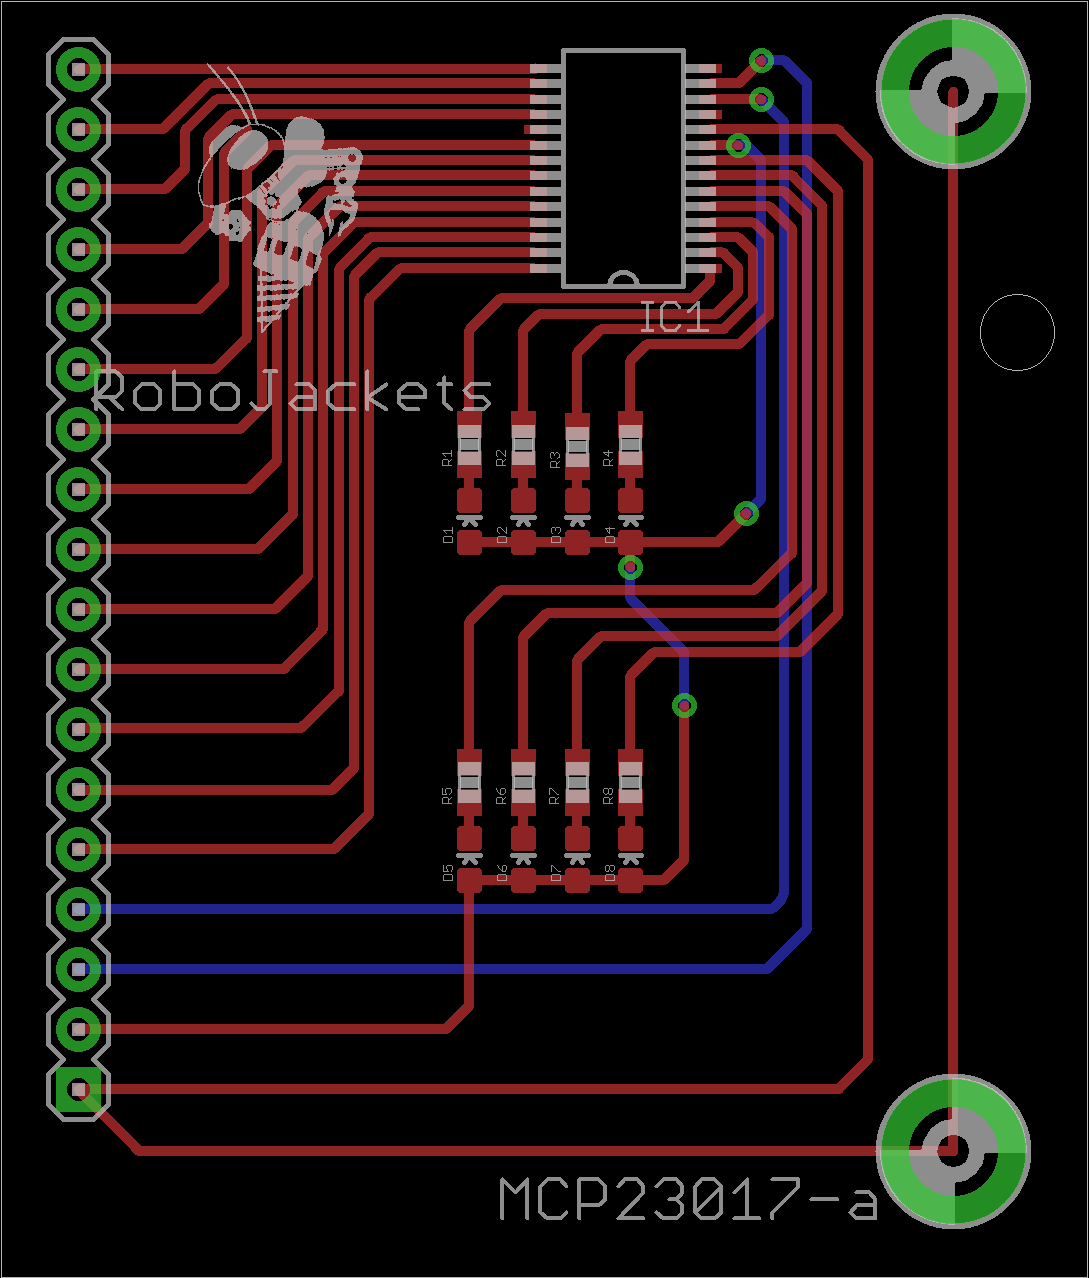 IC1
RoboJackets
R1 R2 R3 R4
D1 D2 D3 D4
R5 R6 R7 R8
D5 D6 D7 D8
MCP23017-a